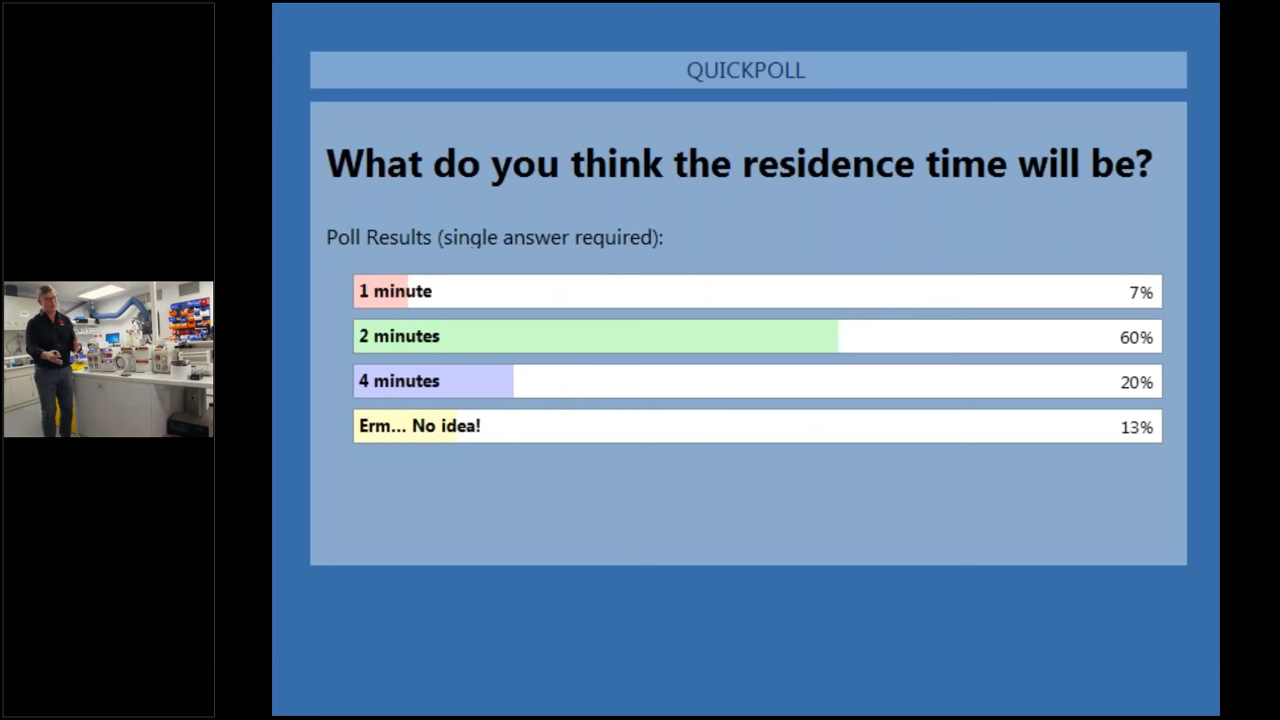 QUICKPOLL
What do you think the residence time will be?
Poll Results (single answer required):
1 minute 7%
2 minutes 60%
4 minutes 20%
Erm... No idea! 13%